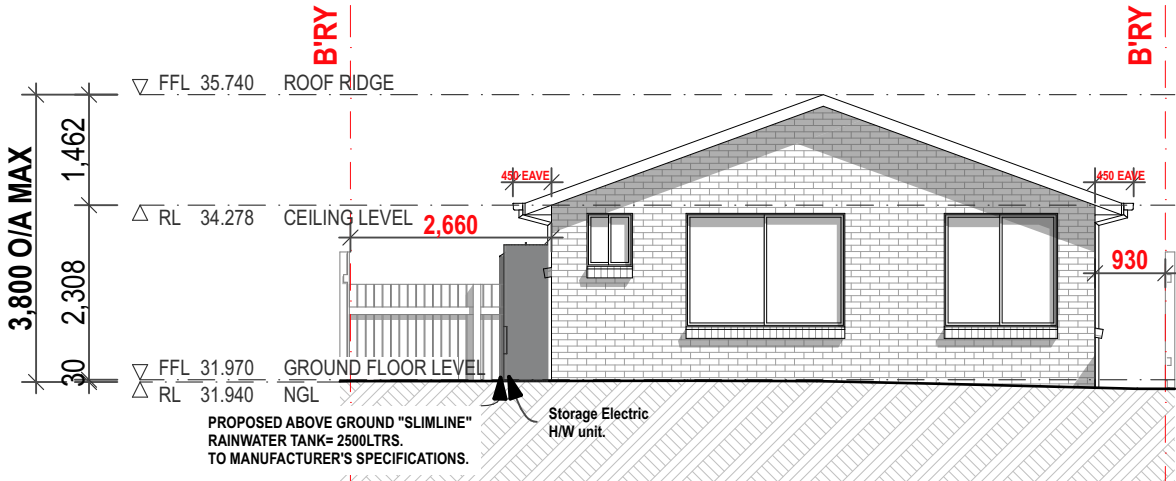 B'RY
B'RY
FFL 35.740 ROOF RIDGE
1,462
3,800 O/A MAX
450 EAVE
450 EAVE
RL 34.278 CEILING LEVEL
2,660
930
2,308
FFL 31.970 GROUND FLOOR LEVEL
30
RL 31.940 NGL
PROPOSED ABOVE GROUND "SLIMLINE"
RAINWATER TANK= 2500LTRS.
TO MANUFACTURER'S SPECIFICATIONS.
Storage Electric
H/W unit.